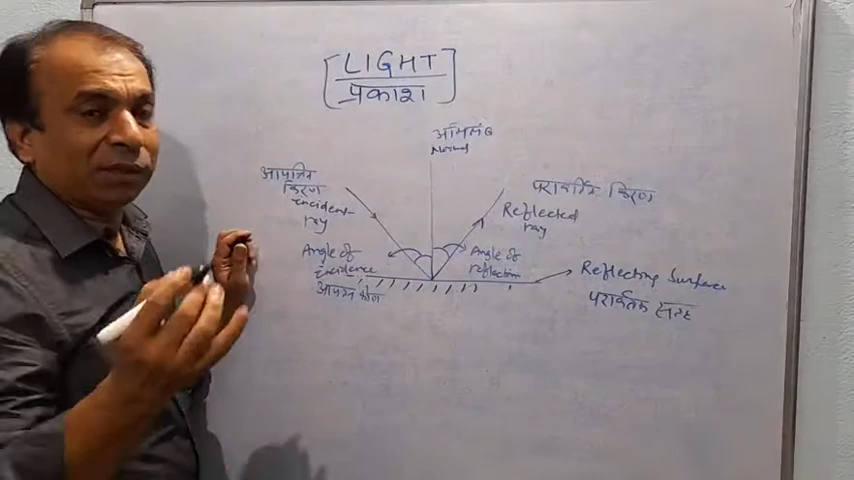 LIGHT
प्रकाश
अभिलंब
Normal
आपतित
किरण
incident
ray
परावर्तित किरण
Reflected
ray
Angle of
incidence
आपतन कोण
Angle of
reflection
Reflecting Surface
परावर्तक सतह